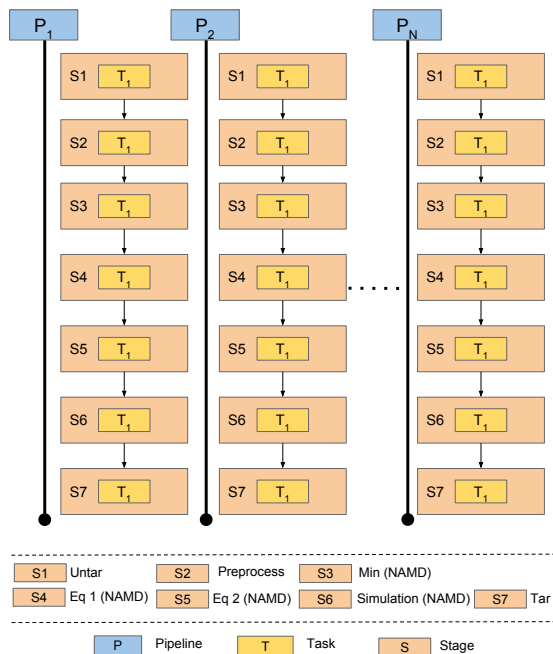 P1 P2 PN
S1 T1 S1 T1 S1 T1
S2 T1 S2 T1 S2 T1
S3 T1 S3 T1 S3 T1
S4 T1 S4 T1 ..... S4 T1
S5 T1 S5 T1 S5 T1
S6 T1 S6 T1 S6 T1
S7 T1 S7 T1 S7 T1
S1 Untar S2 Preprocess S3 Min (NAMD)
S4 Eq 1 (NAMD) S5 Eq 2 (NAMD) S6 Simulation (NAMD) S7 Tar
P Pipeline T Task S Stage